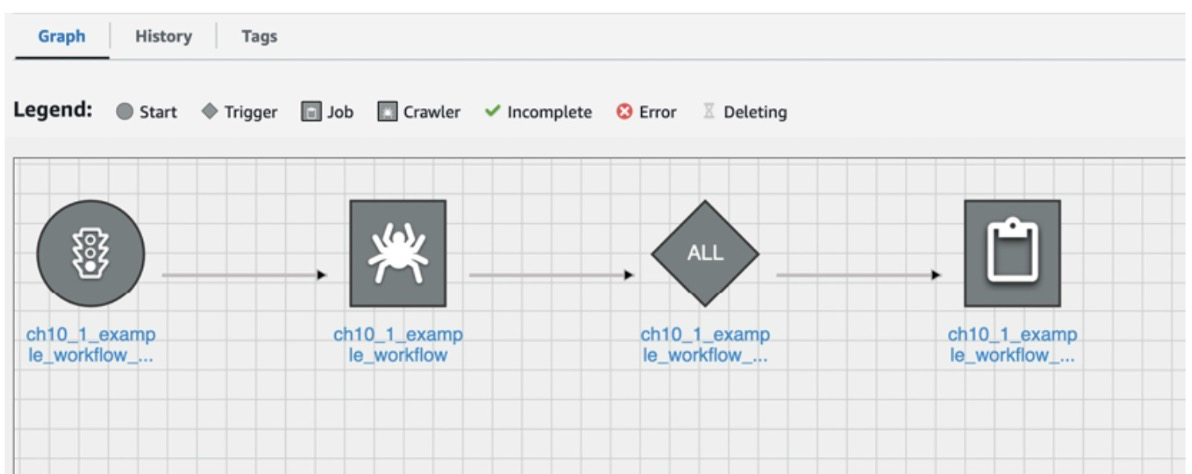 Graph History Tags
Legend: Start Trigger Job Crawler Incomplete Error Deleting
ALL
ch10_1_examp ch10_1_examp ch10_1_examp ch10_1_examp
le_workflow_... le_workflow le_workflow_... le_workflow_...